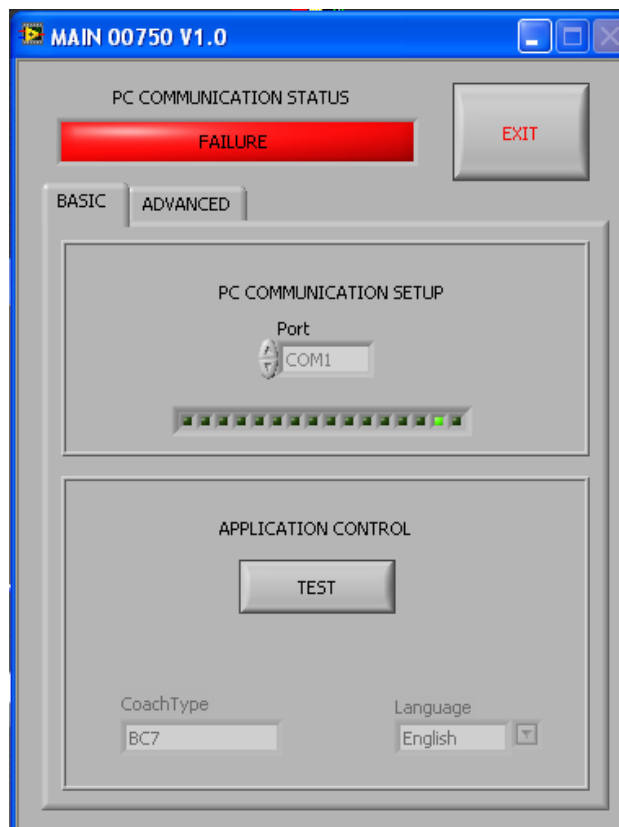 MAIN 00750 V1.0
PC COMMUNICATION STATUS
FAILURE
EXIT
BASIC
ADVANCED
PC COMMUNICATION SETUP
Port
COM1
APPLICATION CONTROL
TEST
CoachType
Language
BC7
English